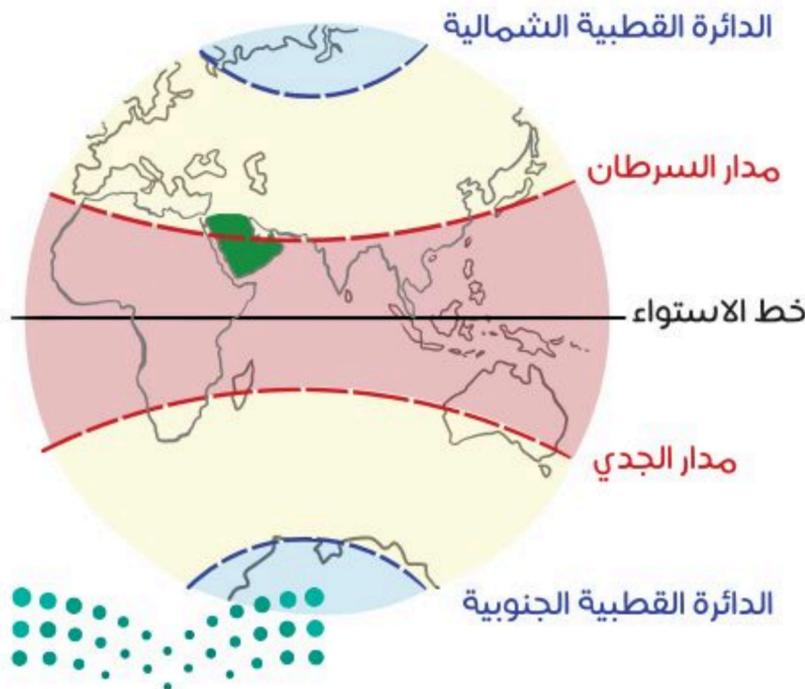 الدائرة القطبية الشمالية
مدار السرطان
خط الاستواء
مدار الجدي
الدائرة القطبية الجنوبية